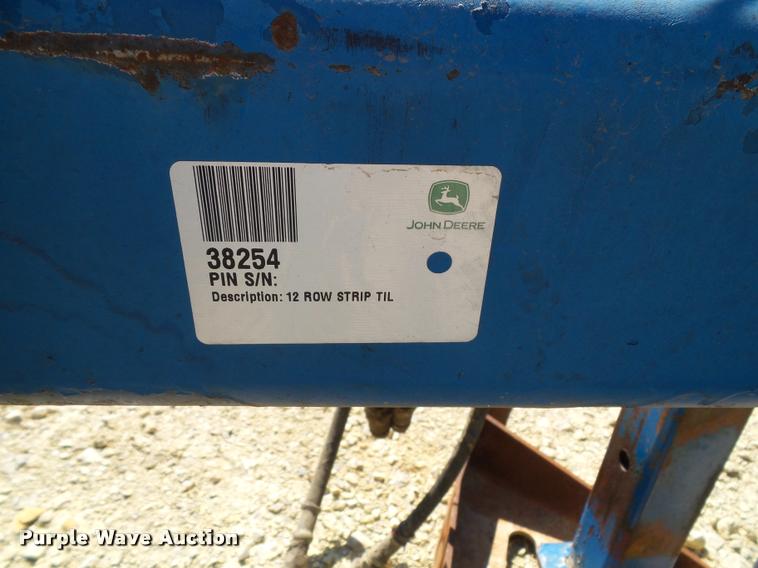 JOHN DEERE
38254
PIN S/N:
Description: 12 ROW STRIP TIL
Purple Wave Auction